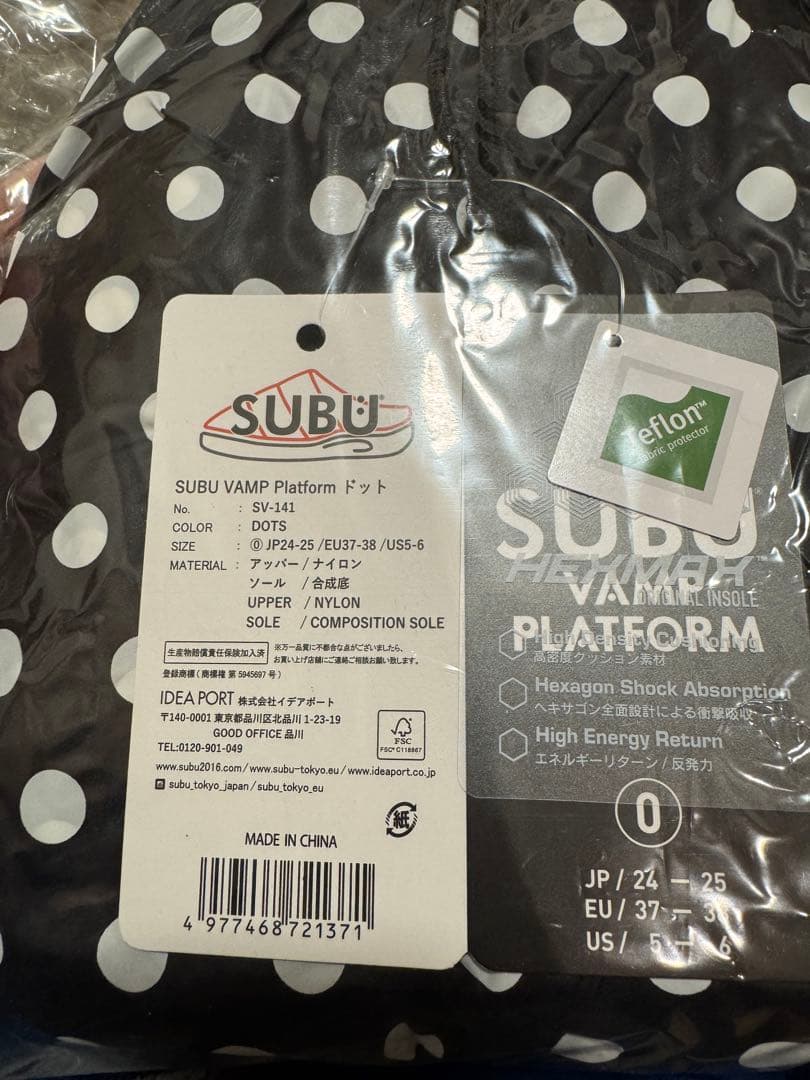 SUBU
SUBU VAMP Platform ドット
No. : SV-141
COLOR : DOTS
SIZE : ⓪ JP24-25 /EU37-38 /US5-6
MATERIAL : アッパー / ナイロン
ソール / 合成底
UPPER / NYLON
SOLE / COMPOSITION SOLE
生産物賠償責任保険加入済
※万一品質に不都合な点がございましたら、
お買い上げ店舗にご連絡ご相談お願い致します。
登録商標 ( 商標権 第 5945697 号 )
IDEA PORT 株式会社イデアポート
〒140-0001 東京都品川区北品川 1-23-19
GOOD OFFICE 品川
TEL:0120-901-049
FSC
FSC® C118867
www.subu2016.com / www.subu-tokyo.eu / www.ideaport.co.jp
subu_tokyo_japan / subu_tokyo_eu
紙
MADE IN CHINA
4 977468 721371
Teflon™
fabric protector
SUBU
HEXMAX™
ORIGINAL INSOLE
VAMP
PLATFORM
High Density Cushioning
高密度クッション素材
Hexagon Shock Absorption
ヘキサゴン全面設計による衝撃吸収
High Energy Return
エネルギーリターン / 反発力
0
JP / 24 — 25
EU / 37 — 38
US / 5 — 6